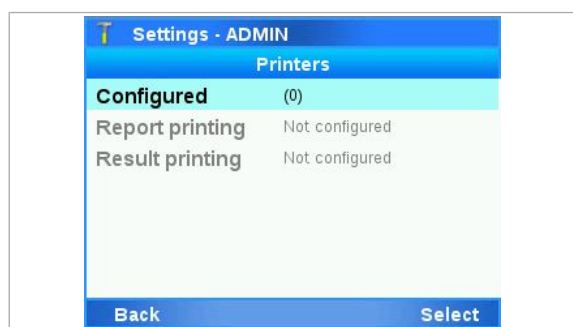 Settings - ADMIN
Printers
Configured (0)
Report printing Not configured
Result printing Not configured
Back Select